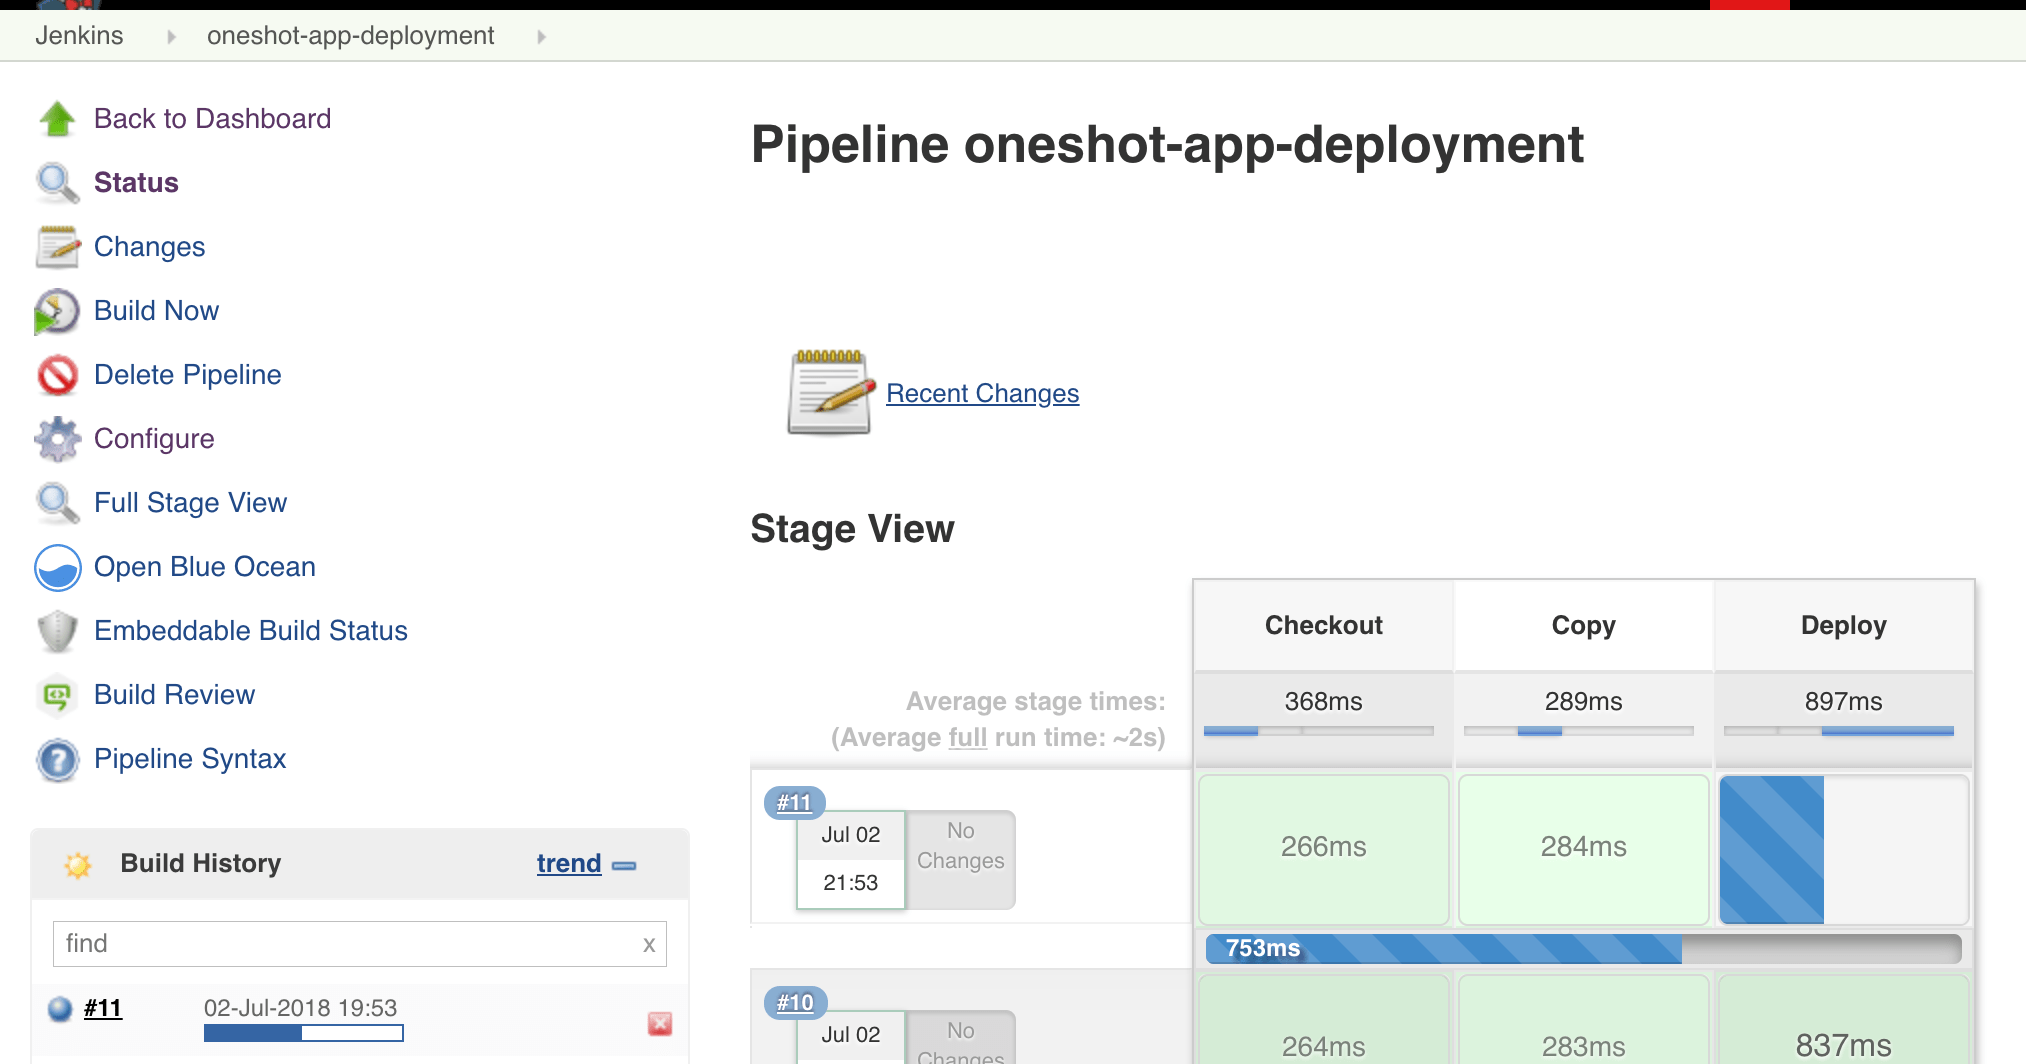 Jenkins oneshot-app-deployment
Back to Dashboard
Status
Changes
Build Now
Delete Pipeline
Configure
Full Stage View
Open Blue Ocean
Embeddable Build Status
Build Review
Pipeline Syntax
Build History trend
find x
#11 02-Jul-2018 19:53
Pipeline oneshot-app-deployment
Recent Changes
Stage View
Checkout Copy Deploy
Average stage times: 368ms 289ms 897ms
(Average full run time: ~2s)
#11
Jul 02 No
Changes
21:53
266ms 284ms
753ms
#10
Jul 02 No
Changes
264ms 283ms 837ms